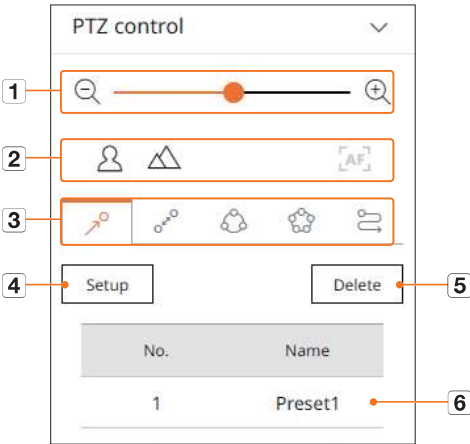 PTZ control
1
2
AF
3
4 Setup Delete 5
No. Name
1 Preset1 6